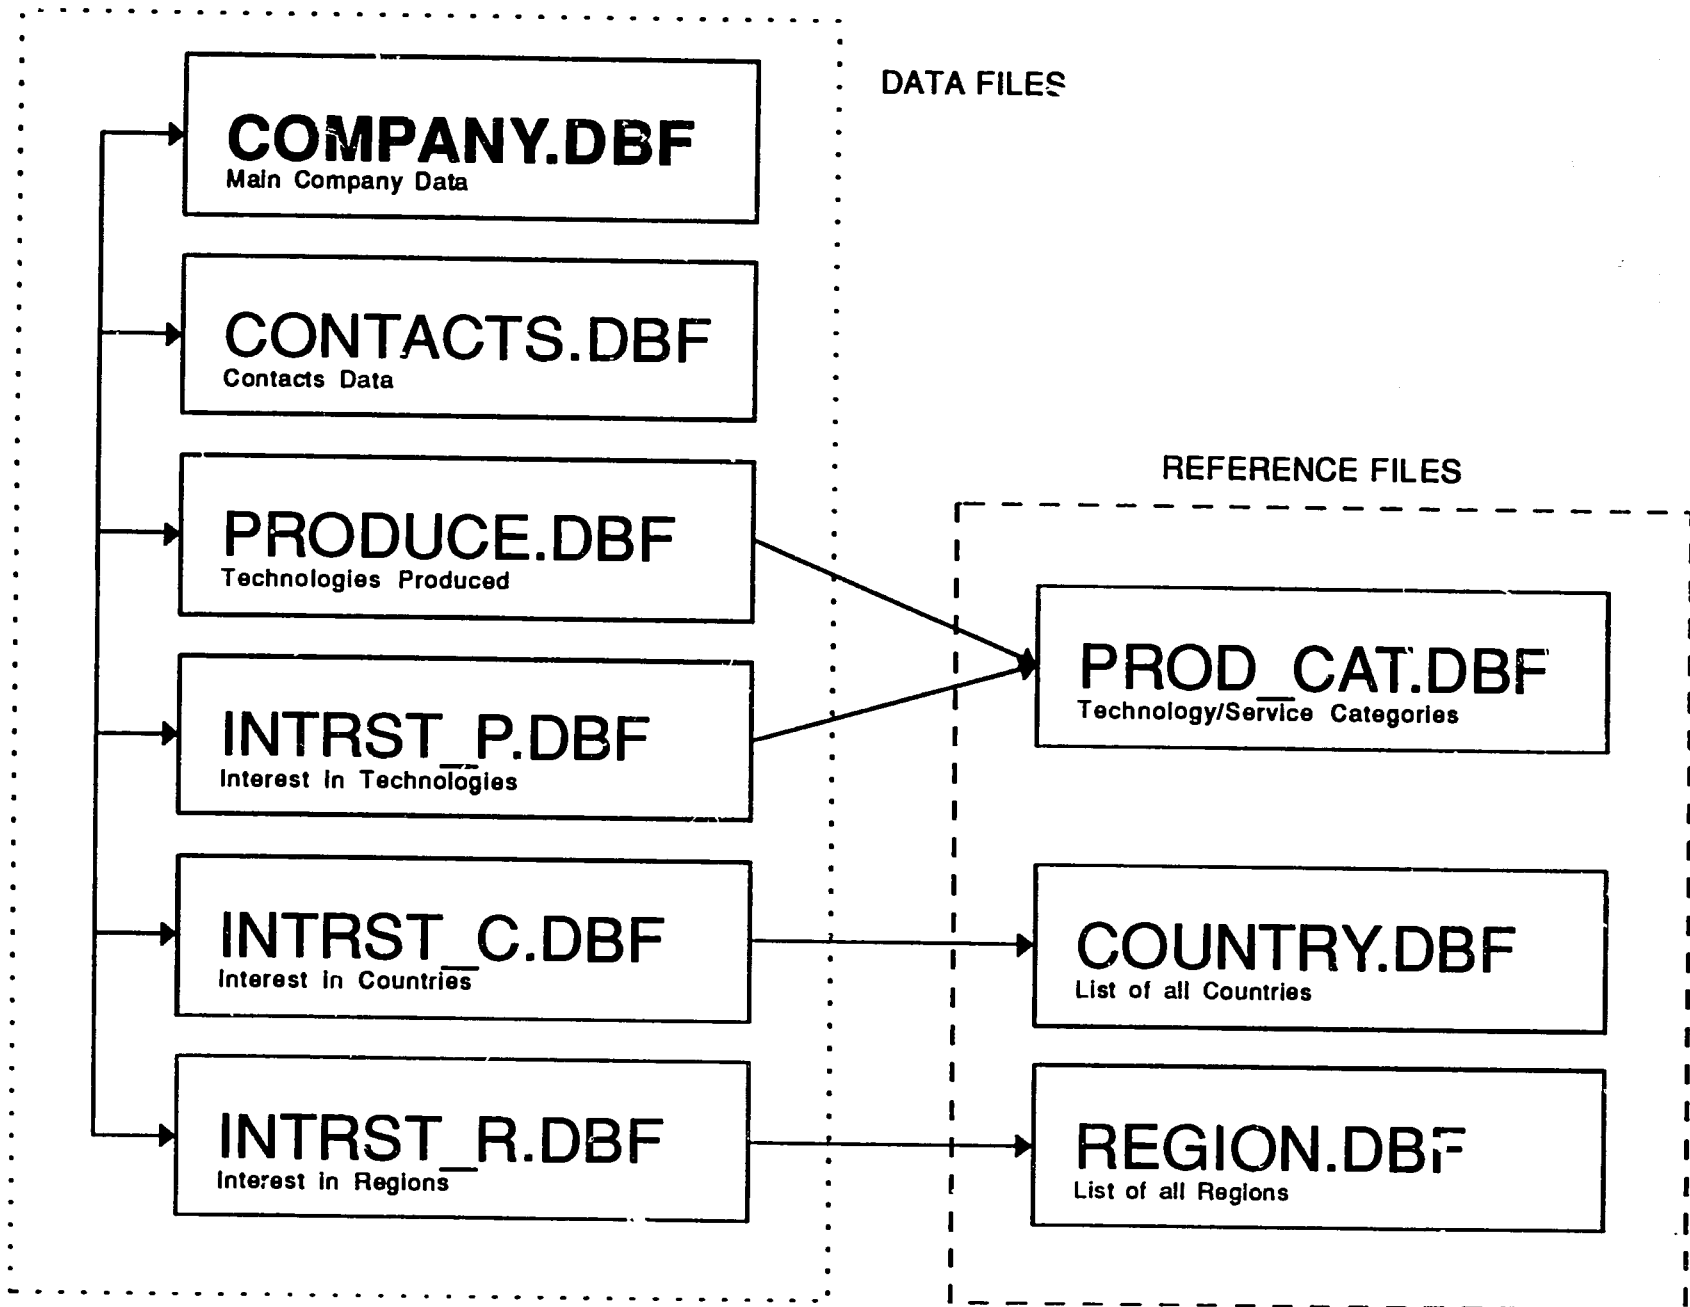 DATA FILES
COMPANY.DBF
Main Company Data
CONTACTS.DBF
Contacts Data
PRODUCE.DBF
Technologies Produced
INTRST_P.DBF
Interest in Technologies
INTRST_C.DBF
Interest in Countries
INTRST_R.DBF
Interest in Regions
REFERENCE FILES
PROD_CAT.DBF
Technology/Service Categories
COUNTRY.DBF
List of all Countries
REGION.DBF
List of all Regions